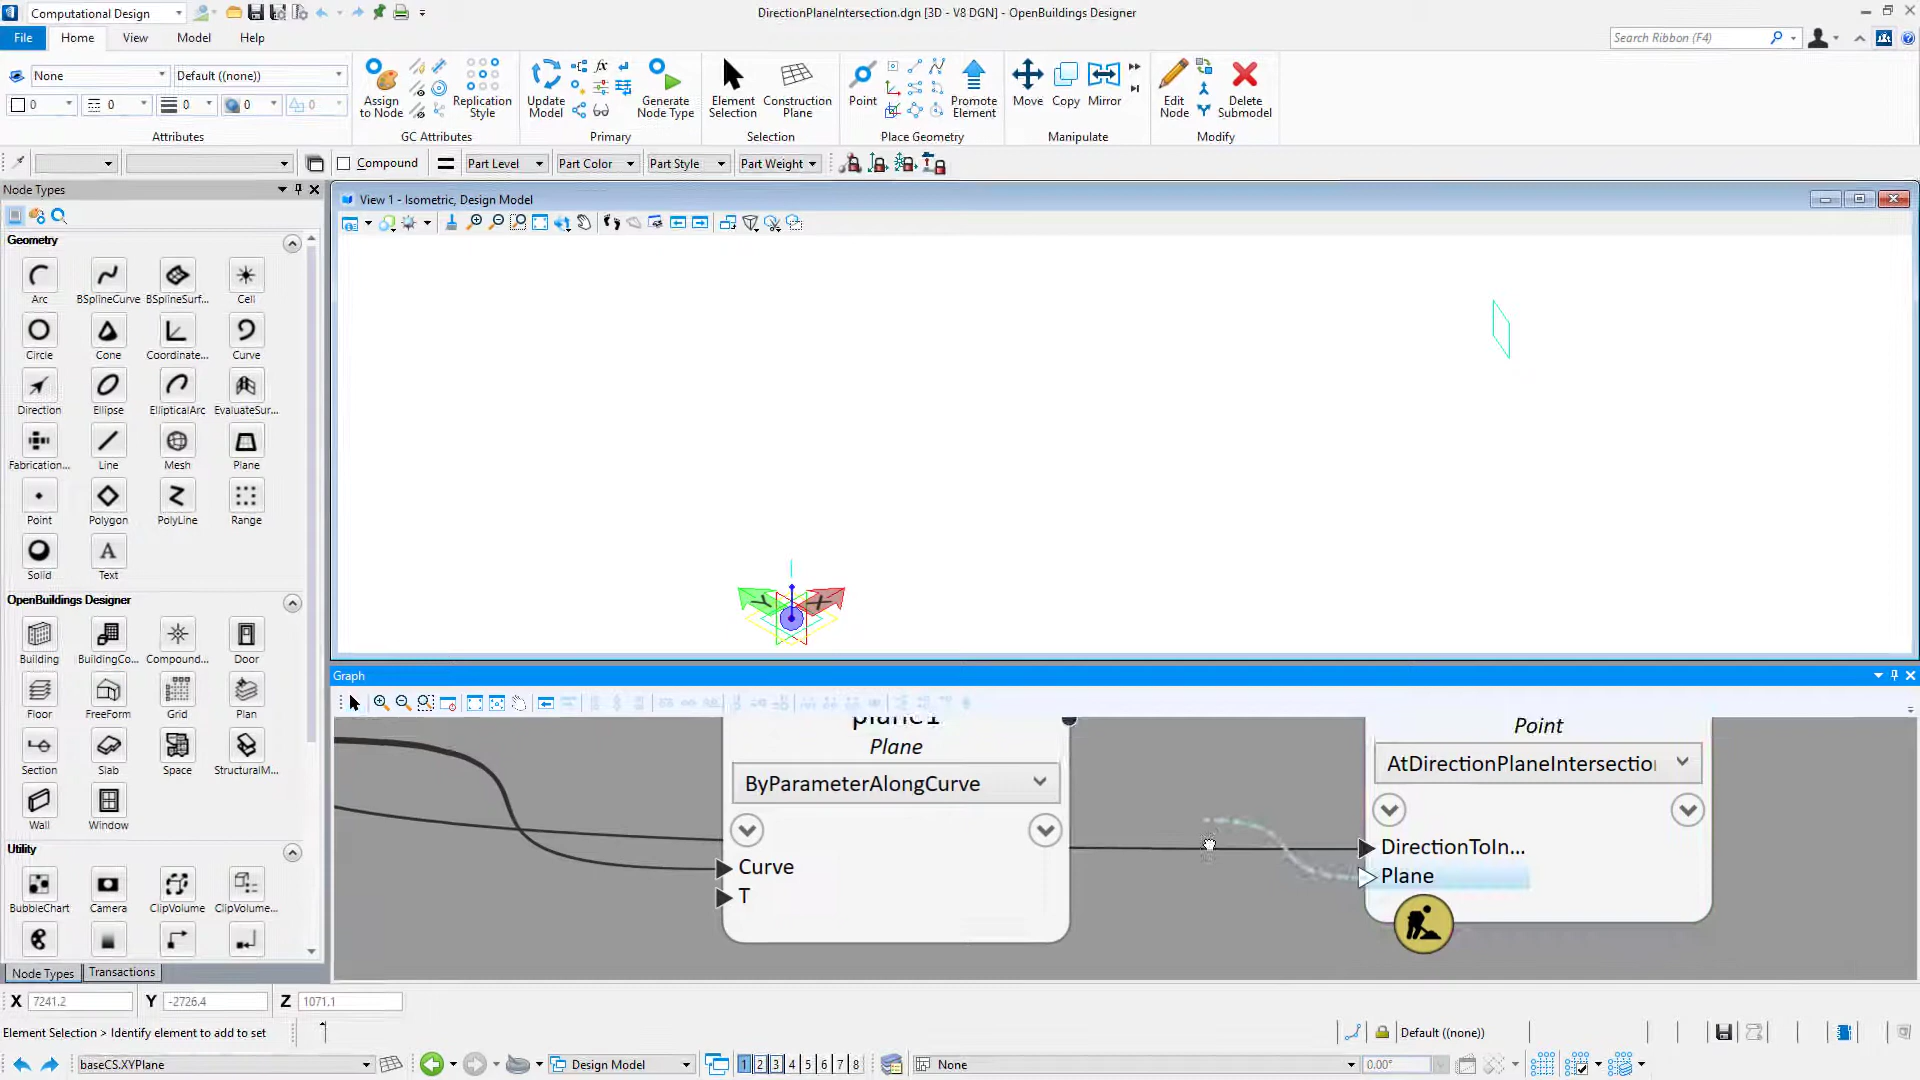 Computational Design
DirectionPlaneIntersection.dgn [3D - V8 DGN] - OpenBuildings Designer
File Home View Model Help
Search Ribbon (F4)
None Default ((none))
0 0 0 0 0
Attributes
Assign to Node
Replication Style
GC Attributes
Update Model
Generate Node Type
Primary
Element Selection
Construction Plane
Selection
Point
Promote Element
Place Geometry
Move Copy Mirror
Manipulate
Edit Node
Delete Submodel
Modify
Compound Part Level Part Color Part Style Part Weight
Node Types
View 1 - Isometric, Design Model
Geometry
Arc BSplineCurve BSplineSurf... Cell
Circle Cone Coordinate... Curve
Direction Ellipse EllipticalArc EvaluateSur...
Fabrication... Line Mesh Plane
Point Polygon PolyLine Range
Solid Text
OpenBuildings Designer
Building BuildingCo... Compound... Door
Floor FreeForm Grid Plan
Section Slab Space StructuralM...
Wall Window
Utility
BubbleChart Camera ClipVolume ClipVolume...
Node Types Transactions
Y X
Graph
plane1
Plane
ByParameterAlongCurve
Curve
T
Point
AtDirectionPlaneIntersectio
DirectionToIn...
Plane
X 7241.2 Y -2726.4 Z 1071.1
Element Selection > Identify element to add to set
Default ((none))
baseCS.XYPlane
Design Model
1 2 3 4 5 6 7 8
None
0.00°